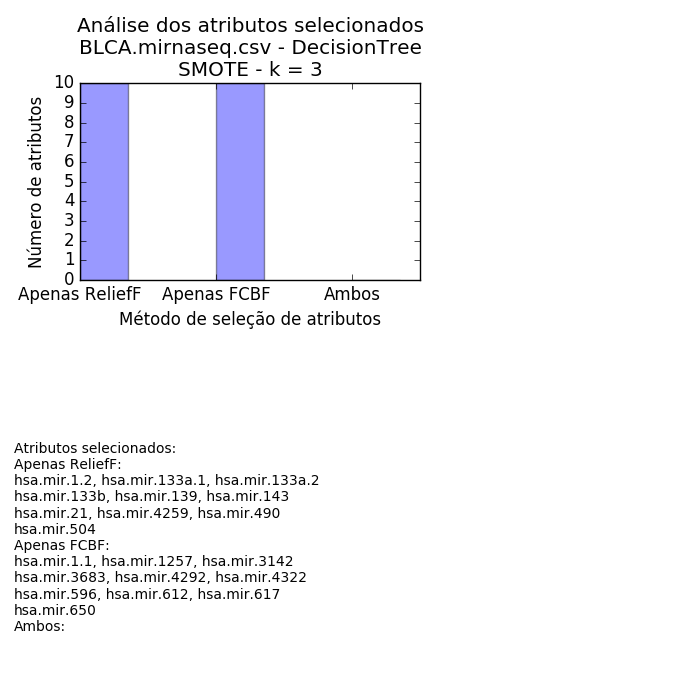 Análise dos atributos selecionados
BLCA.mirnaseq.csv - DecisionTree
SMOTE - k = 3
10
9
8
7
6
5
4
3
2
1
0
Número de atributos
Apenas ReliefF
Apenas FCBF
Ambos
Método de seleção de atributos
Atributos selecionados:
Apenas ReliefF:
hsa.mir.1.2, hsa.mir.133a.1, hsa.mir.133a.2
hsa.mir.133b, hsa.mir.139, hsa.mir.143
hsa.mir.21, hsa.mir.4259, hsa.mir.490
hsa.mir.504
Apenas FCBF:
hsa.mir.1.1, hsa.mir.1257, hsa.mir.3142
hsa.mir.3683, hsa.mir.4292, hsa.mir.4322
hsa.mir.596, hsa.mir.612, hsa.mir.617
hsa.mir.650
Ambos: